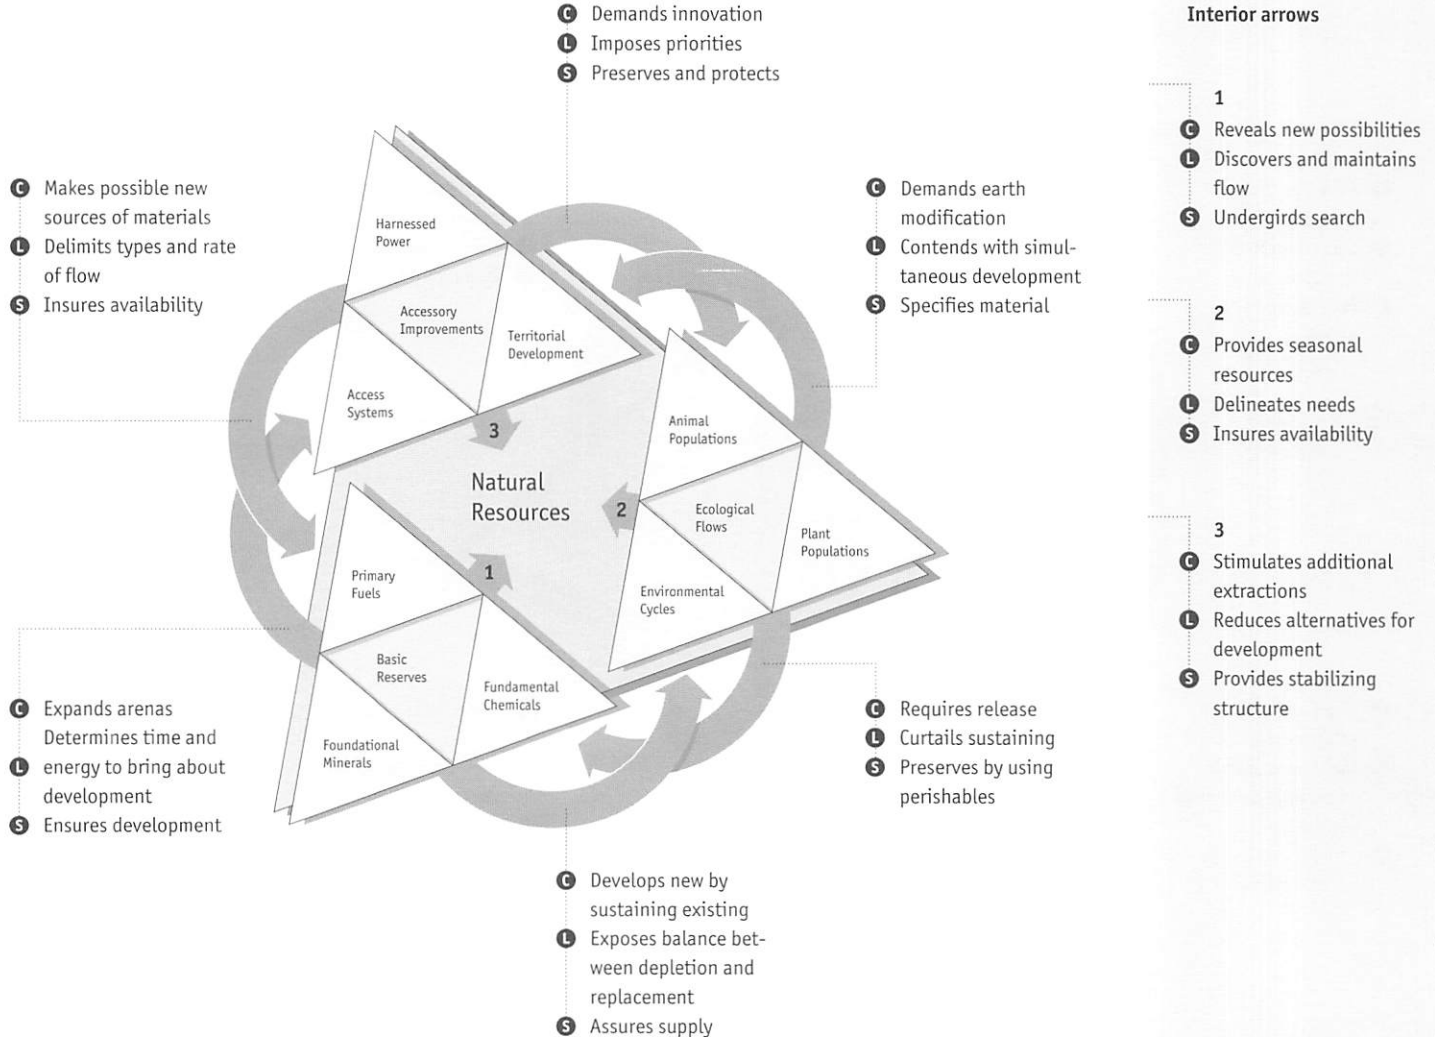 C Demands innovation
L Imposes priorities
S Preserves and protects
C Makes possible new
sources of materials
L Delimits types and rate
of flow
S Insures availability
C Demands earth
modification
L Contends with simul-
taneous development
S Specifies material
Harnessed
Power
Accessory
Improvements
Territorial
Development
Access
Systems
3
Natural
Resources
2
1
Animal
Populations
Ecological
Flows
Plant
Populations
Environmental
Cycles
Primary
Fuels
Basic
Reserves
Fundamental
Chemicals
Foundational
Minerals
C Expands arenas
Determines time and
L energy to bring about
development
S Ensures development
C Requires release
L Curtails sustaining
S Preserves by using
perishables
C Develops new by
sustaining existing
L Exposes balance bet-
ween depletion and
replacement
S Assures supply
Interior arrows
1
C Reveals new possibilities
L Discovers and maintains
flow
S Undergirds search
2
C Provides seasonal
resources
L Delineates needs
S Insures availability
3
C Stimulates additional
extractions
L Reduces alternatives for
development
S Provides stabilizing
structure